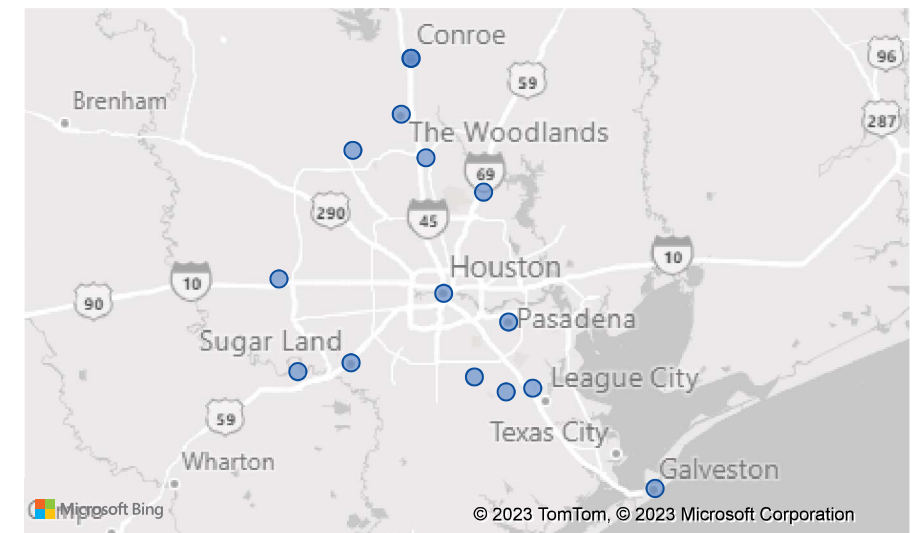 Conroe
96
59
Brenham
287
The Woodlands
69
290
45
10
Houston
10
90
Pasadena
Sugar Land
League City
59
Texas City
Wharton
Galveston
Microsoft Bing
© 2023 TomTom, © 2023 Microsoft Corporation